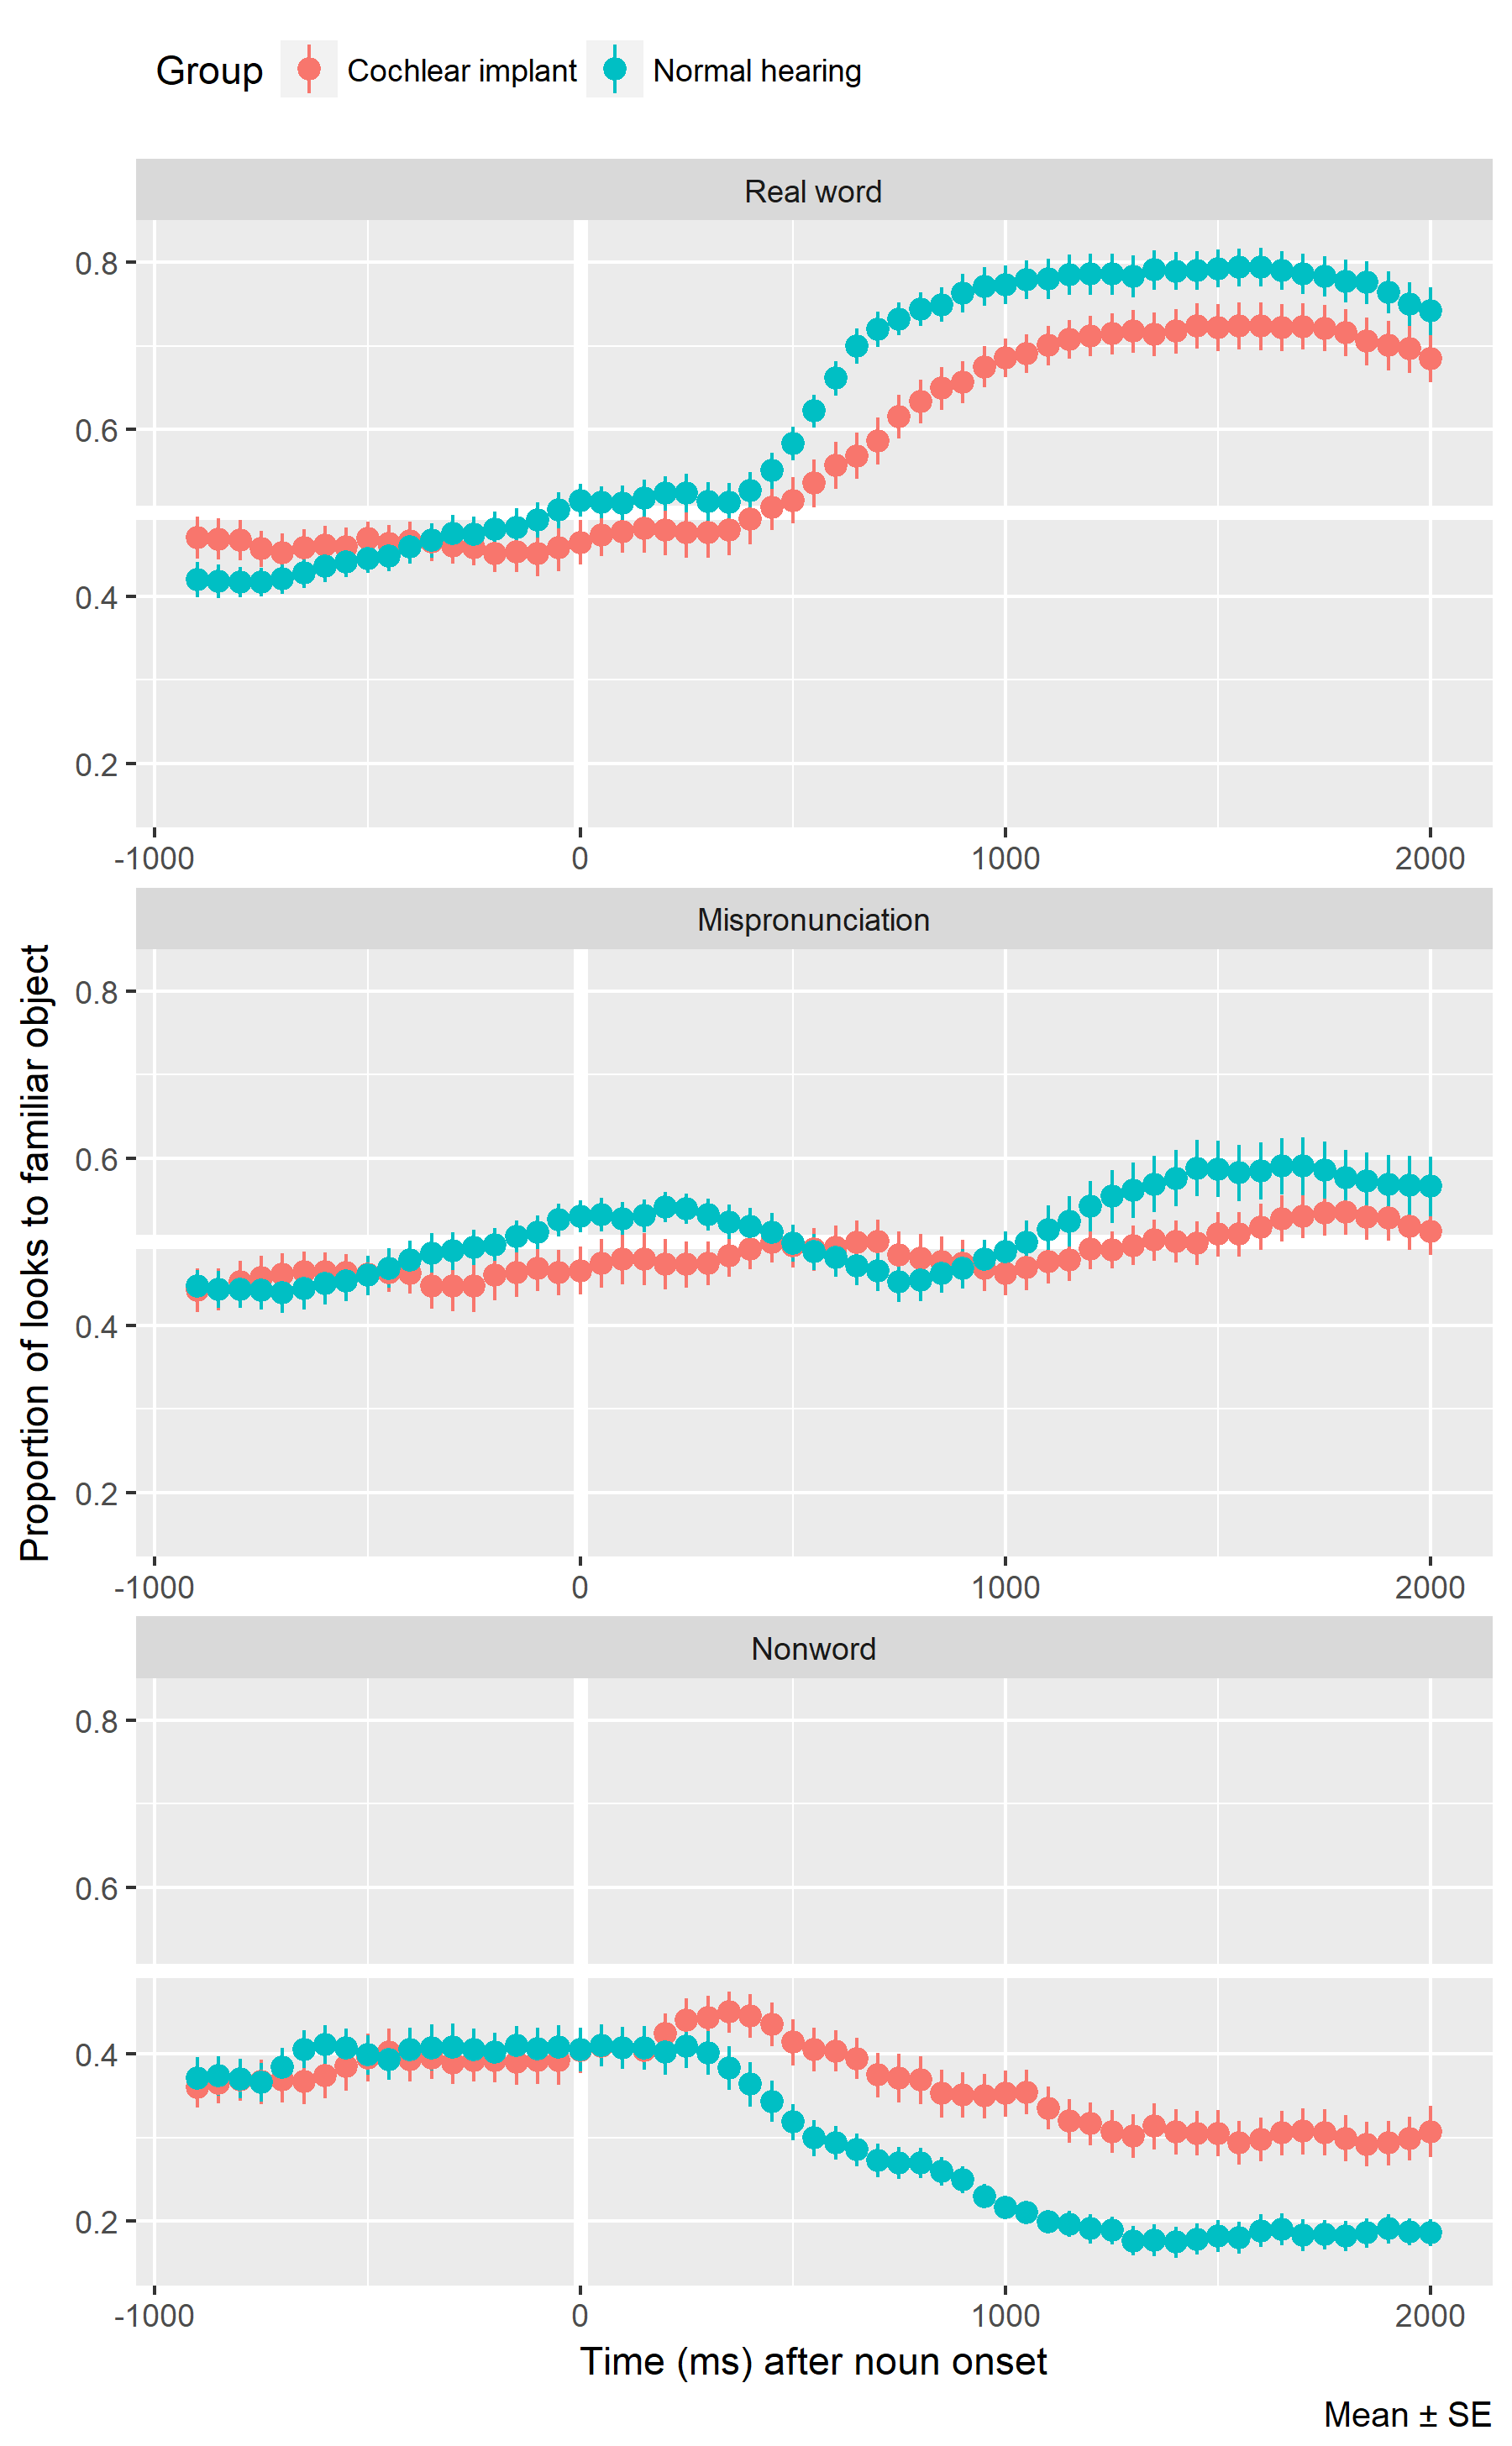 Group Cochlear implant Normal hearing
Real word
0.8
0.6
0.4
0.2
-1000 0 1000 2000
Mispronunciation
Proportion of looks to familiar object
0.8
0.6
0.4
0.2
-1000 0 1000 2000
Nonword
0.8
0.6
0.4
0.2
-1000 0 1000 2000
Time (ms) after noun onset
Mean ± SE